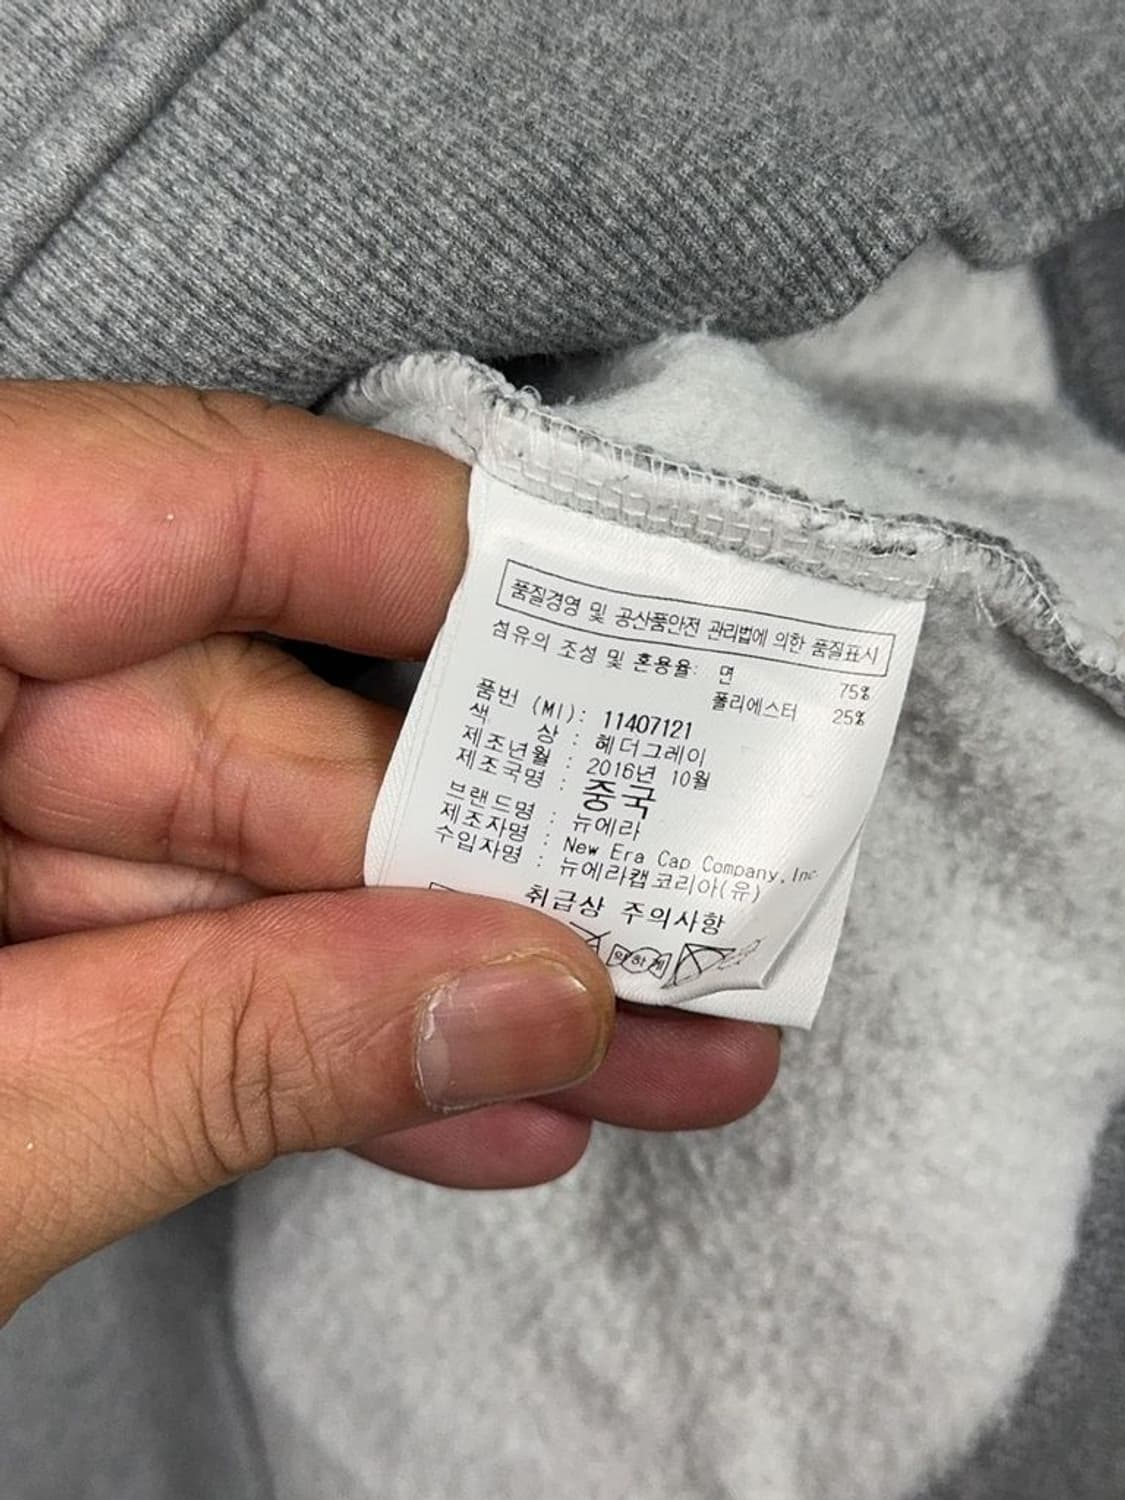 품질경영 및 공산품안전 관리법에 의한 품질표시
섬유의 조성 및 혼용율: 면 75%
폴리에스터 25%
품번 (MI): 11407121
색 상 : 헤더그레이
제조년월 : 2016년 10월
제조국명 : 중국
브랜드명 : 뉴에라
제조자명 : New Era Cap Company, Inc
수입자명 : 뉴에라캡코리아(유)
취급상 주의사항
약하게